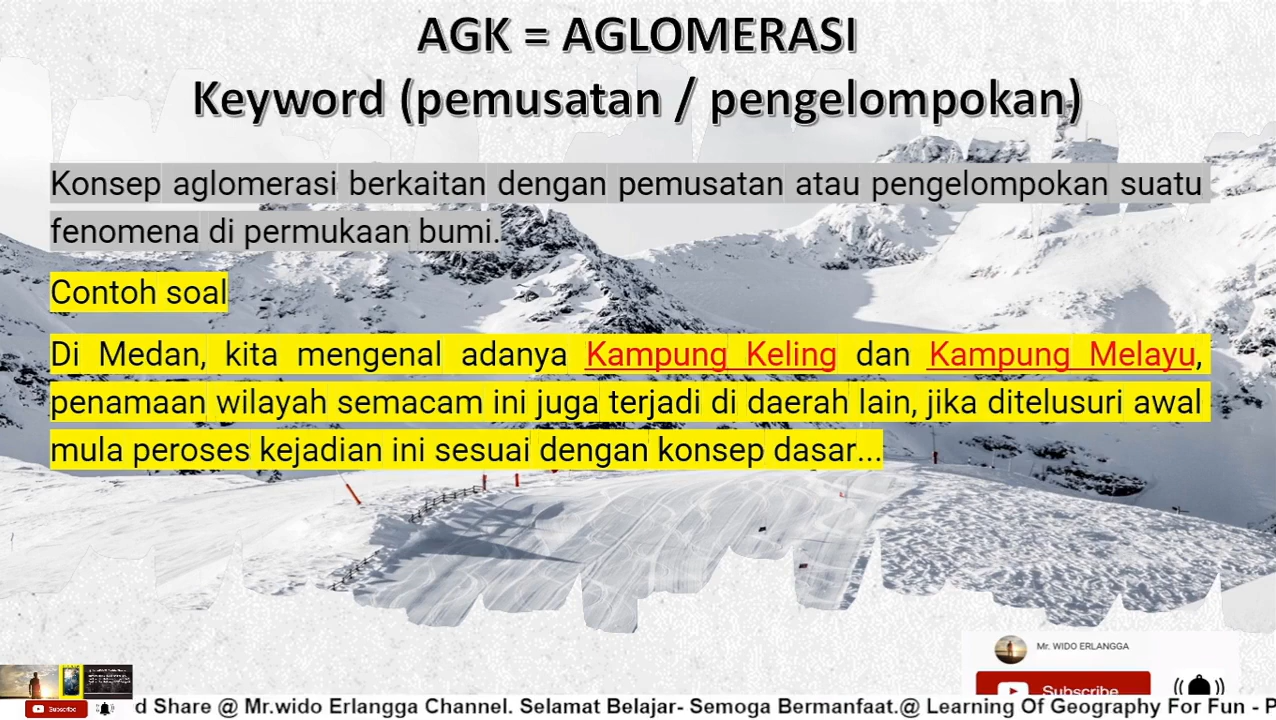 AGK = AGLOMERASI
Keyword (pemusatan / pengelompokan)
Konsep aglomerasi berkaitan dengan pemusatan atau pengelompokan suatu
fenomena di permukaan bumi.
Contoh soal
Di Medan, kita mengenal adanya Kampung Keling dan Kampung Melayu,
penamaan wilayah semacam ini juga terjadi di daerah lain, jika ditelusuri awal
mula peroses kejadian ini sesuai dengan konsep dasar...
Mr. WIDO ERLANGGA
Subscribe
Subscribe
d Share @ Mr.wido Erlangga Channel. Selamat Belajar- Semoga Bermanfaat.@ Learning Of Geography For Fun - P